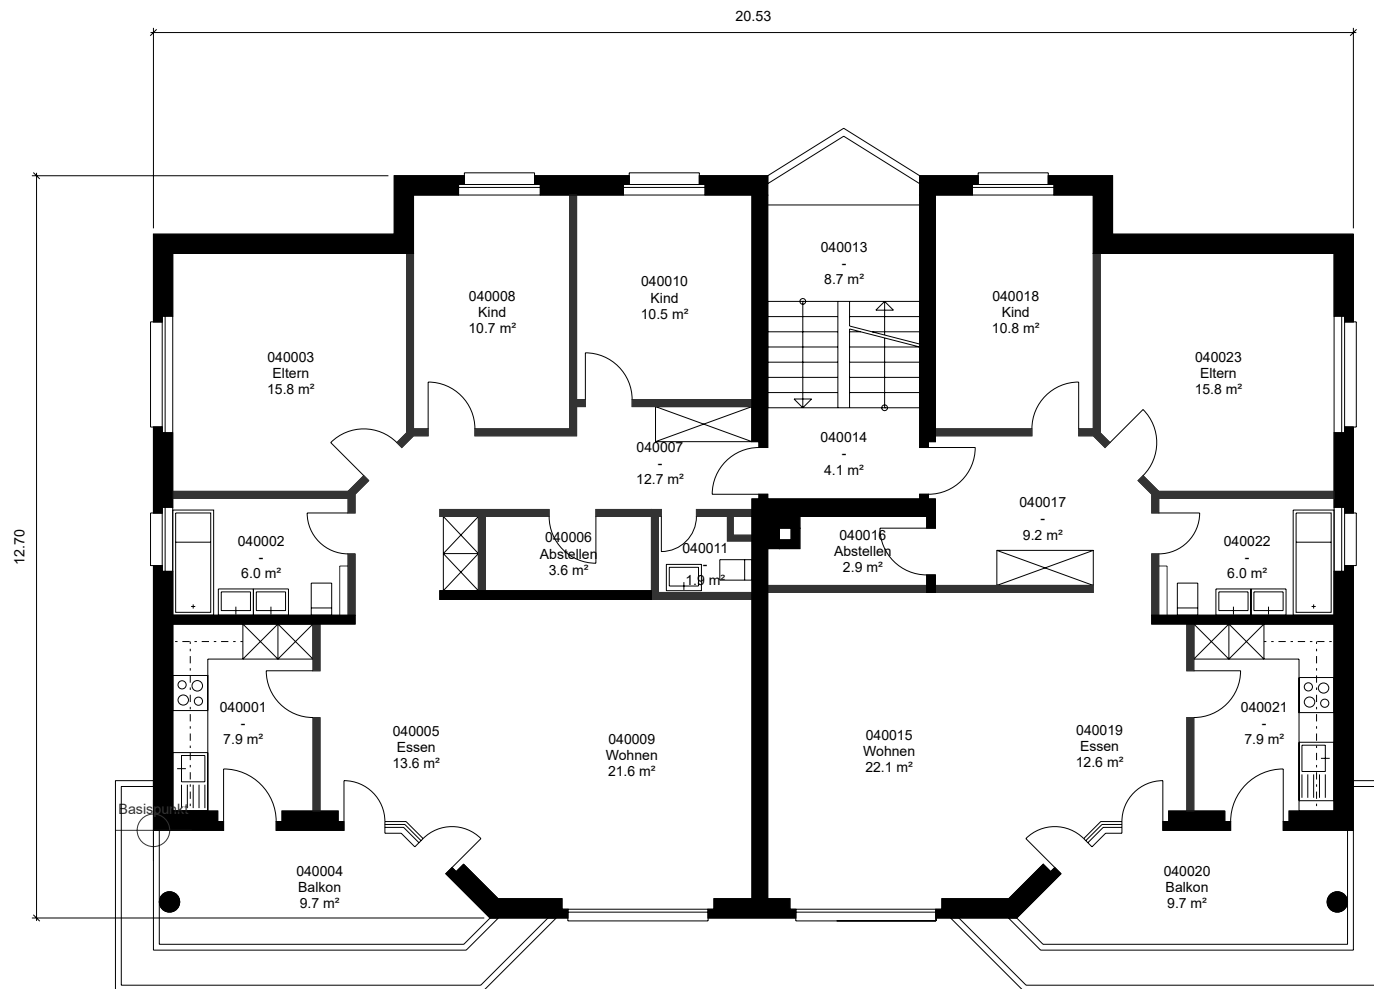 20.53
12.70
040013
-
8.7 m²
040008
Kind
10.7 m²
040010
Kind
10.5 m²
040018
Kind
10.8 m²
040003
Eltern
15.8 m²
040023
Eltern
15.8 m²
040007
-
12.7 m²
040014
-
4.1 m²
040017
-
9.2 m²
040002
-
6.0 m²
040006
Abstellen
3.6 m²
040011
-
1.9 m²
040016
Abstellen
2.9 m²
040022
-
6.0 m²
040001
-
7.9 m²
040005
Essen
13.6 m²
040009
Wohnen
21.6 m²
040015
Wohnen
22.1 m²
040019
Essen
12.6 m²
040021
-
7.9 m²
Basispunkt
040004
Balkon
9.7 m²
040020
Balkon
9.7 m²